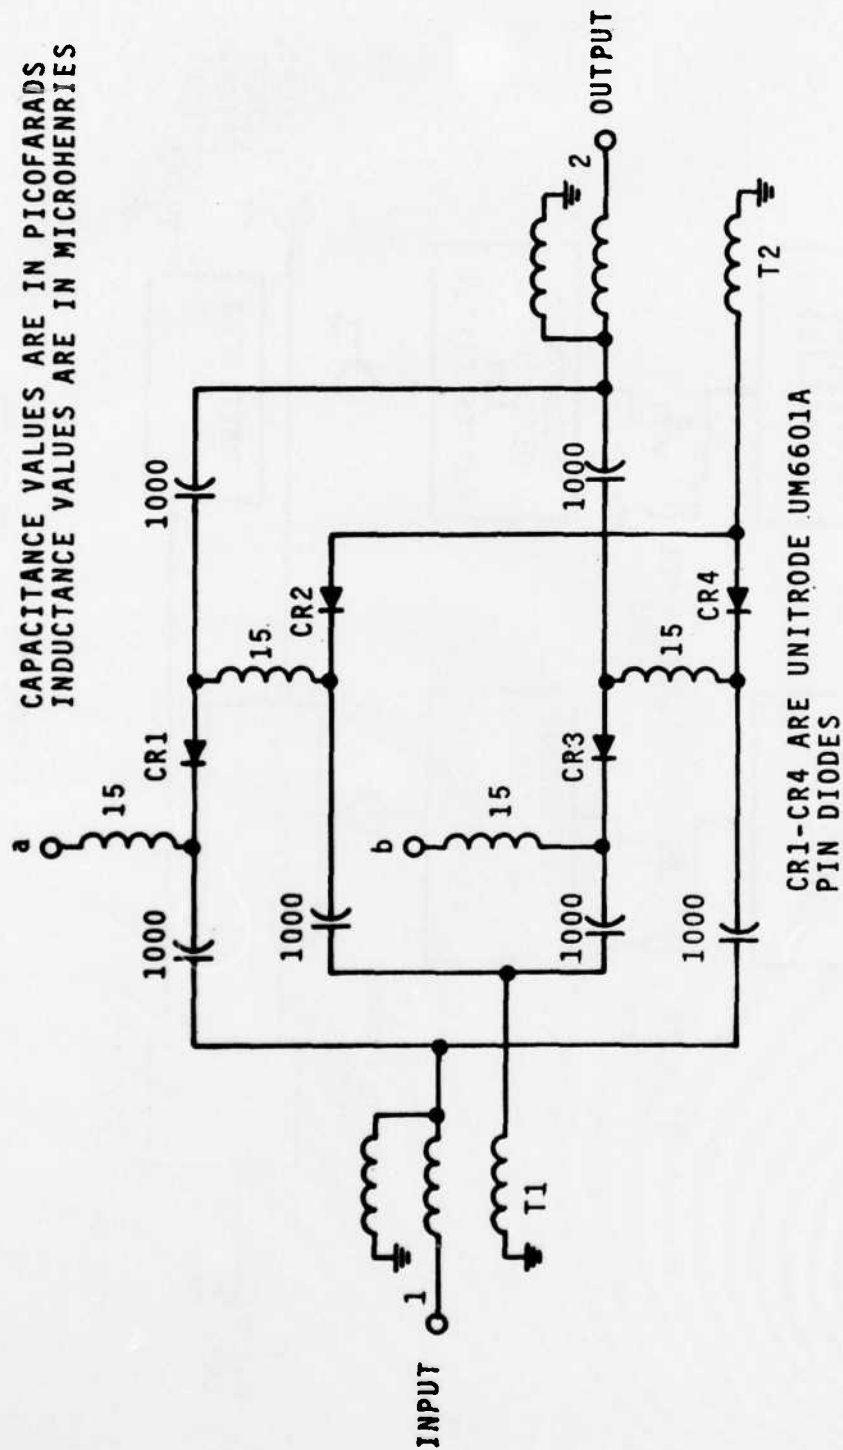 CAPACITANCE VALUES ARE IN PICOFARADS
INDUCTANCE VALUES ARE IN MICROHENRIES
a
15
1000
CR1
1000
15
CR2
1000
b
15
CR3
1000
1000
15
CR4
1000
INPUT
1
T1
2
OUTPUT
T2
CR1-CR4 ARE UNITRODE UM6601A
PIN DIODES